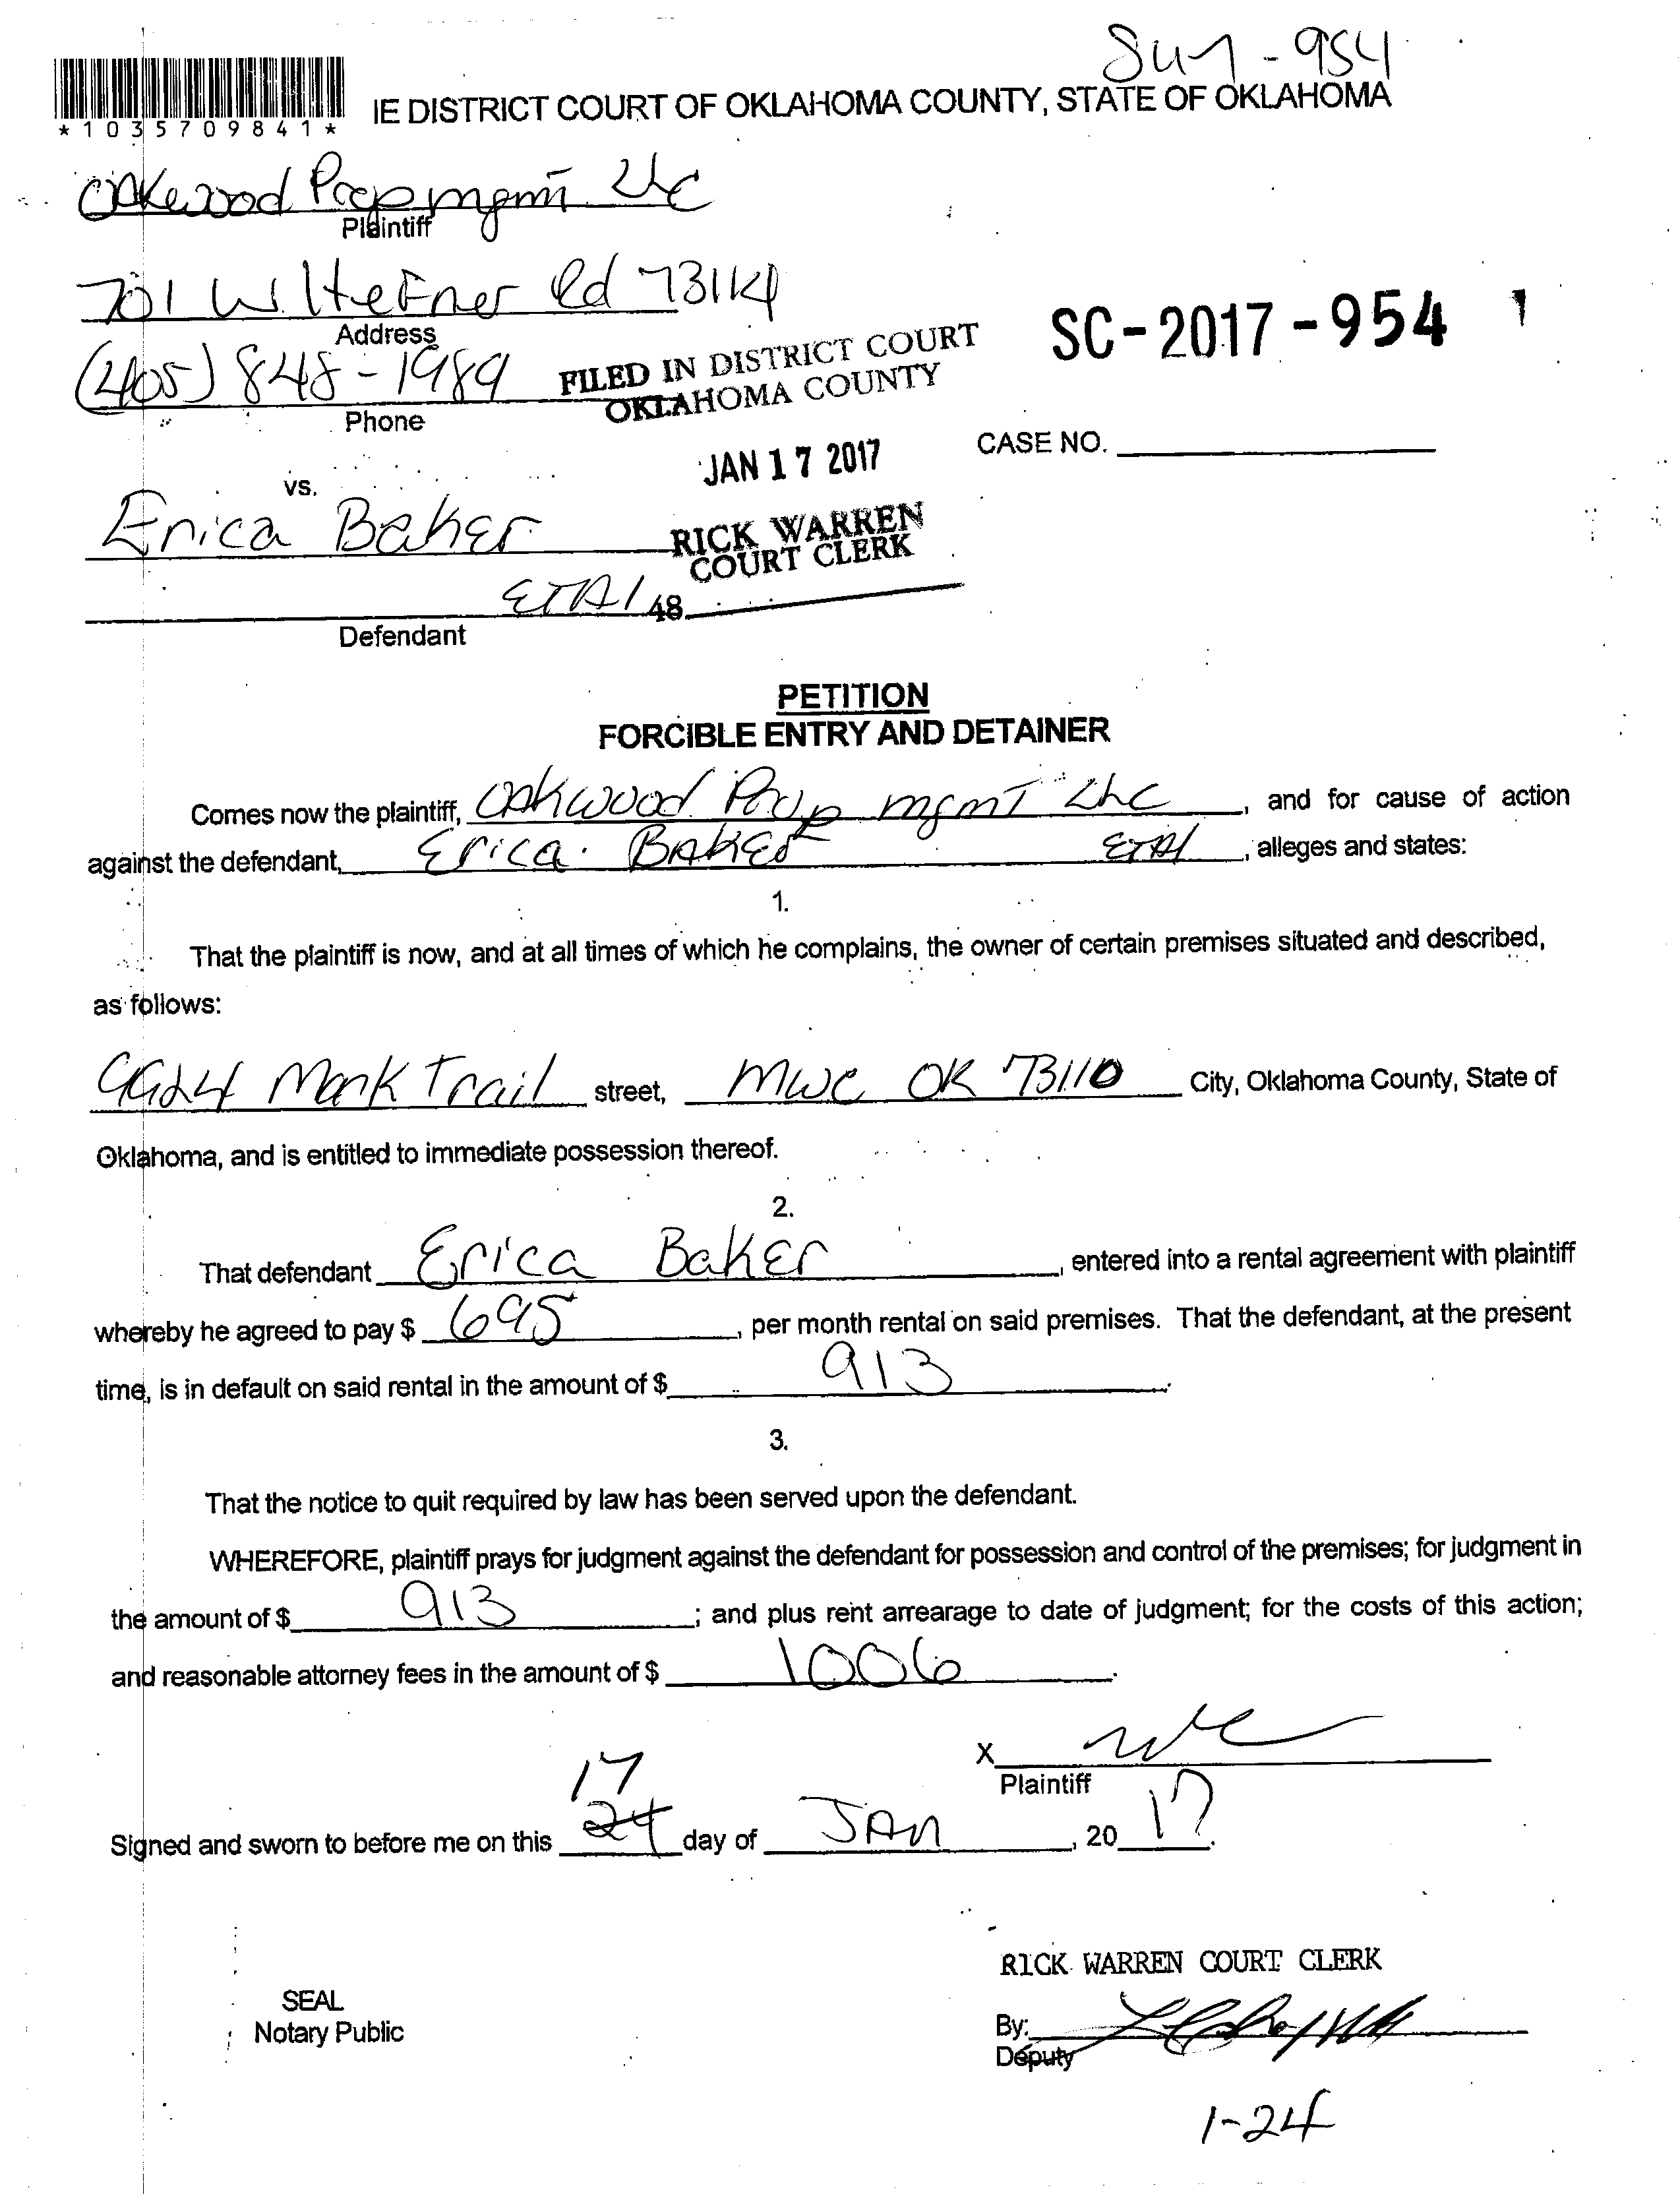 -954
IE DISTRICT COURT OF OKLAHOMA COUNTY, STATE OF OKLAHOMA
*1035709841*
Oakwood Prop mgmt LLC
Plaintiff
701 W. Hefner Rd 73114
Address
(405) 848-1989
Phone
FILED IN DISTRICT COURT
OKLAHOMA COUNTY
SC-2017-954
JAN 17 2017
CASE NO.
vs.
Erica Baker
RICK WARREN
COURT CLERK
ETAl
48
Defendant
PETITION
FORCIBLE ENTRY AND DETAINER
Comes now the plaintiff, Oakwood Prop mgmT LLC, and for cause of action
against the defendant, Erica Baker ETAl, alleges and states:
1.
That the plaintiff is now, and at all times of which he complains, the owner of certain premises situated and described,
as follows:
9924 Mark Trail street, MWC OK 73110 City, Oklahoma County, State of
Oklahoma, and is entitled to immediate possession thereof.
2.
That defendant Erica Baker, entered into a rental agreement with plaintiff
whereby he agreed to pay $ 695, per month rental on said premises. That the defendant, at the present
time, is in default on said rental in the amount of $ 913.
3.
That the notice to quit required by law has been served upon the defendant.
WHEREFORE, plaintiff prays for judgment against the defendant for possession and control of the premises; for judgment in
the amount of $ 913; and plus rent arrearage to date of judgment; for the costs of this action;
and reasonable attorney fees in the amount of $ 1006.
X
Plaintiff
17
Signed and sworn to before me on this 24 day of JAN, 20 17.
RICK WARREN COURT CLERK
SEAL
Notary Public
By:
Deputy
1-24